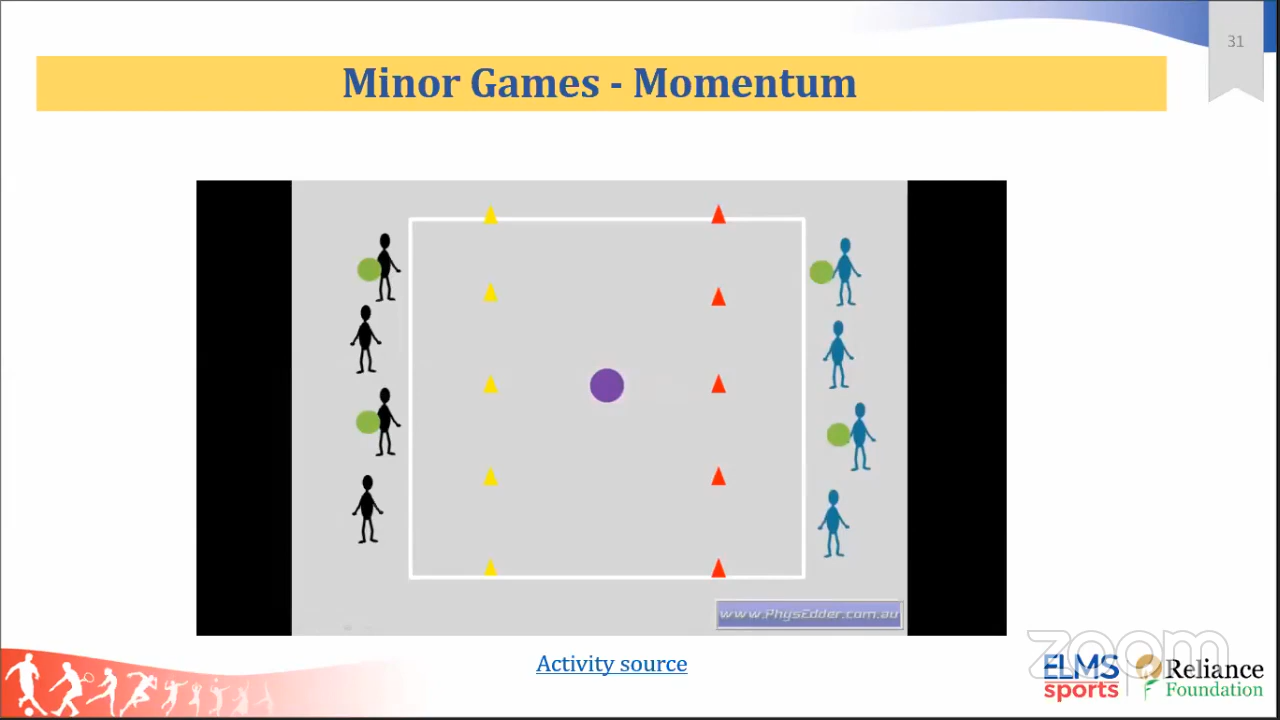 31
Minor Games - Momentum
www.PhysEdder.com.au
Activity source
zoom
ELMS
sports
Reliance
Foundation